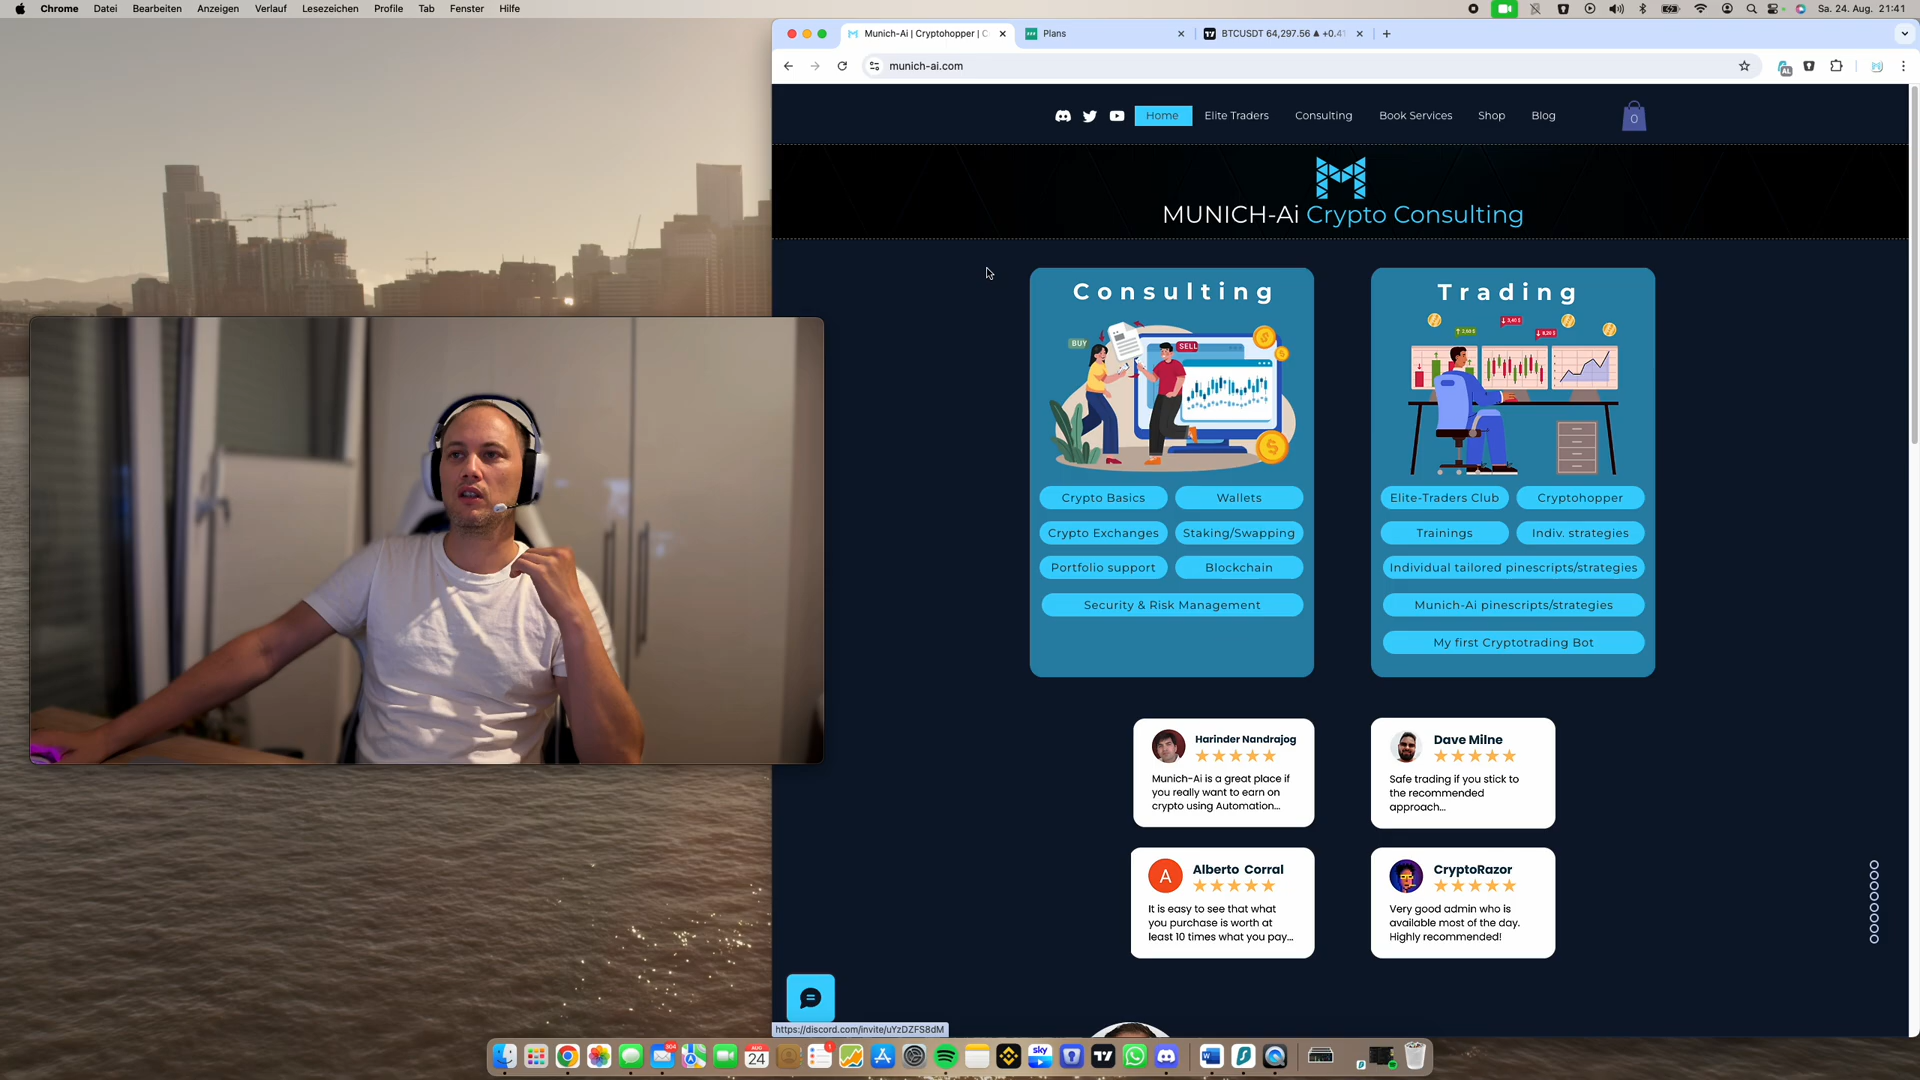 Chrome Datei Bearbeiten Anzeigen Verlauf Lesezeichen Profile Tab Fenster Hilfe
Sa. 24. Aug. 21:41
Munich-Ai | Cryptohopper | C
Plans
BTCUSDT 64,297.56 ▲ +0.41
munich-ai.com
Home Elite Traders Consulting Book Services Shop Blog
0
MUNICH-Ai Crypto Consulting
Consulting
BUY
SELL
Crypto Basics
Wallets
Crypto Exchanges
Staking/Swapping
Portfolio support
Blockchain
Security & Risk Management
Trading
Elite-Traders Club
Cryptohopper
Trainings
Indiv. strategies
Individual tailored pinescripts/strategies
Munich-Ai pinescripts/strategies
My first Cryptotrading Bot
Harinder Nandrajog
Munich-Ai is a great place if
you really want to earn on
crypto using Automation...
Dave Milne
Safe trading if you stick to
the recommended
approach...
A
Alberto Corral
It is easy to see that what
you purchase is worth at
least 10 times what you pay...
CryptoRazor
Very good admin who is
available most of the day.
Highly recommended!
https://discord.com/invite/uYzDZFS8dM
304
AUG
24
1
sky